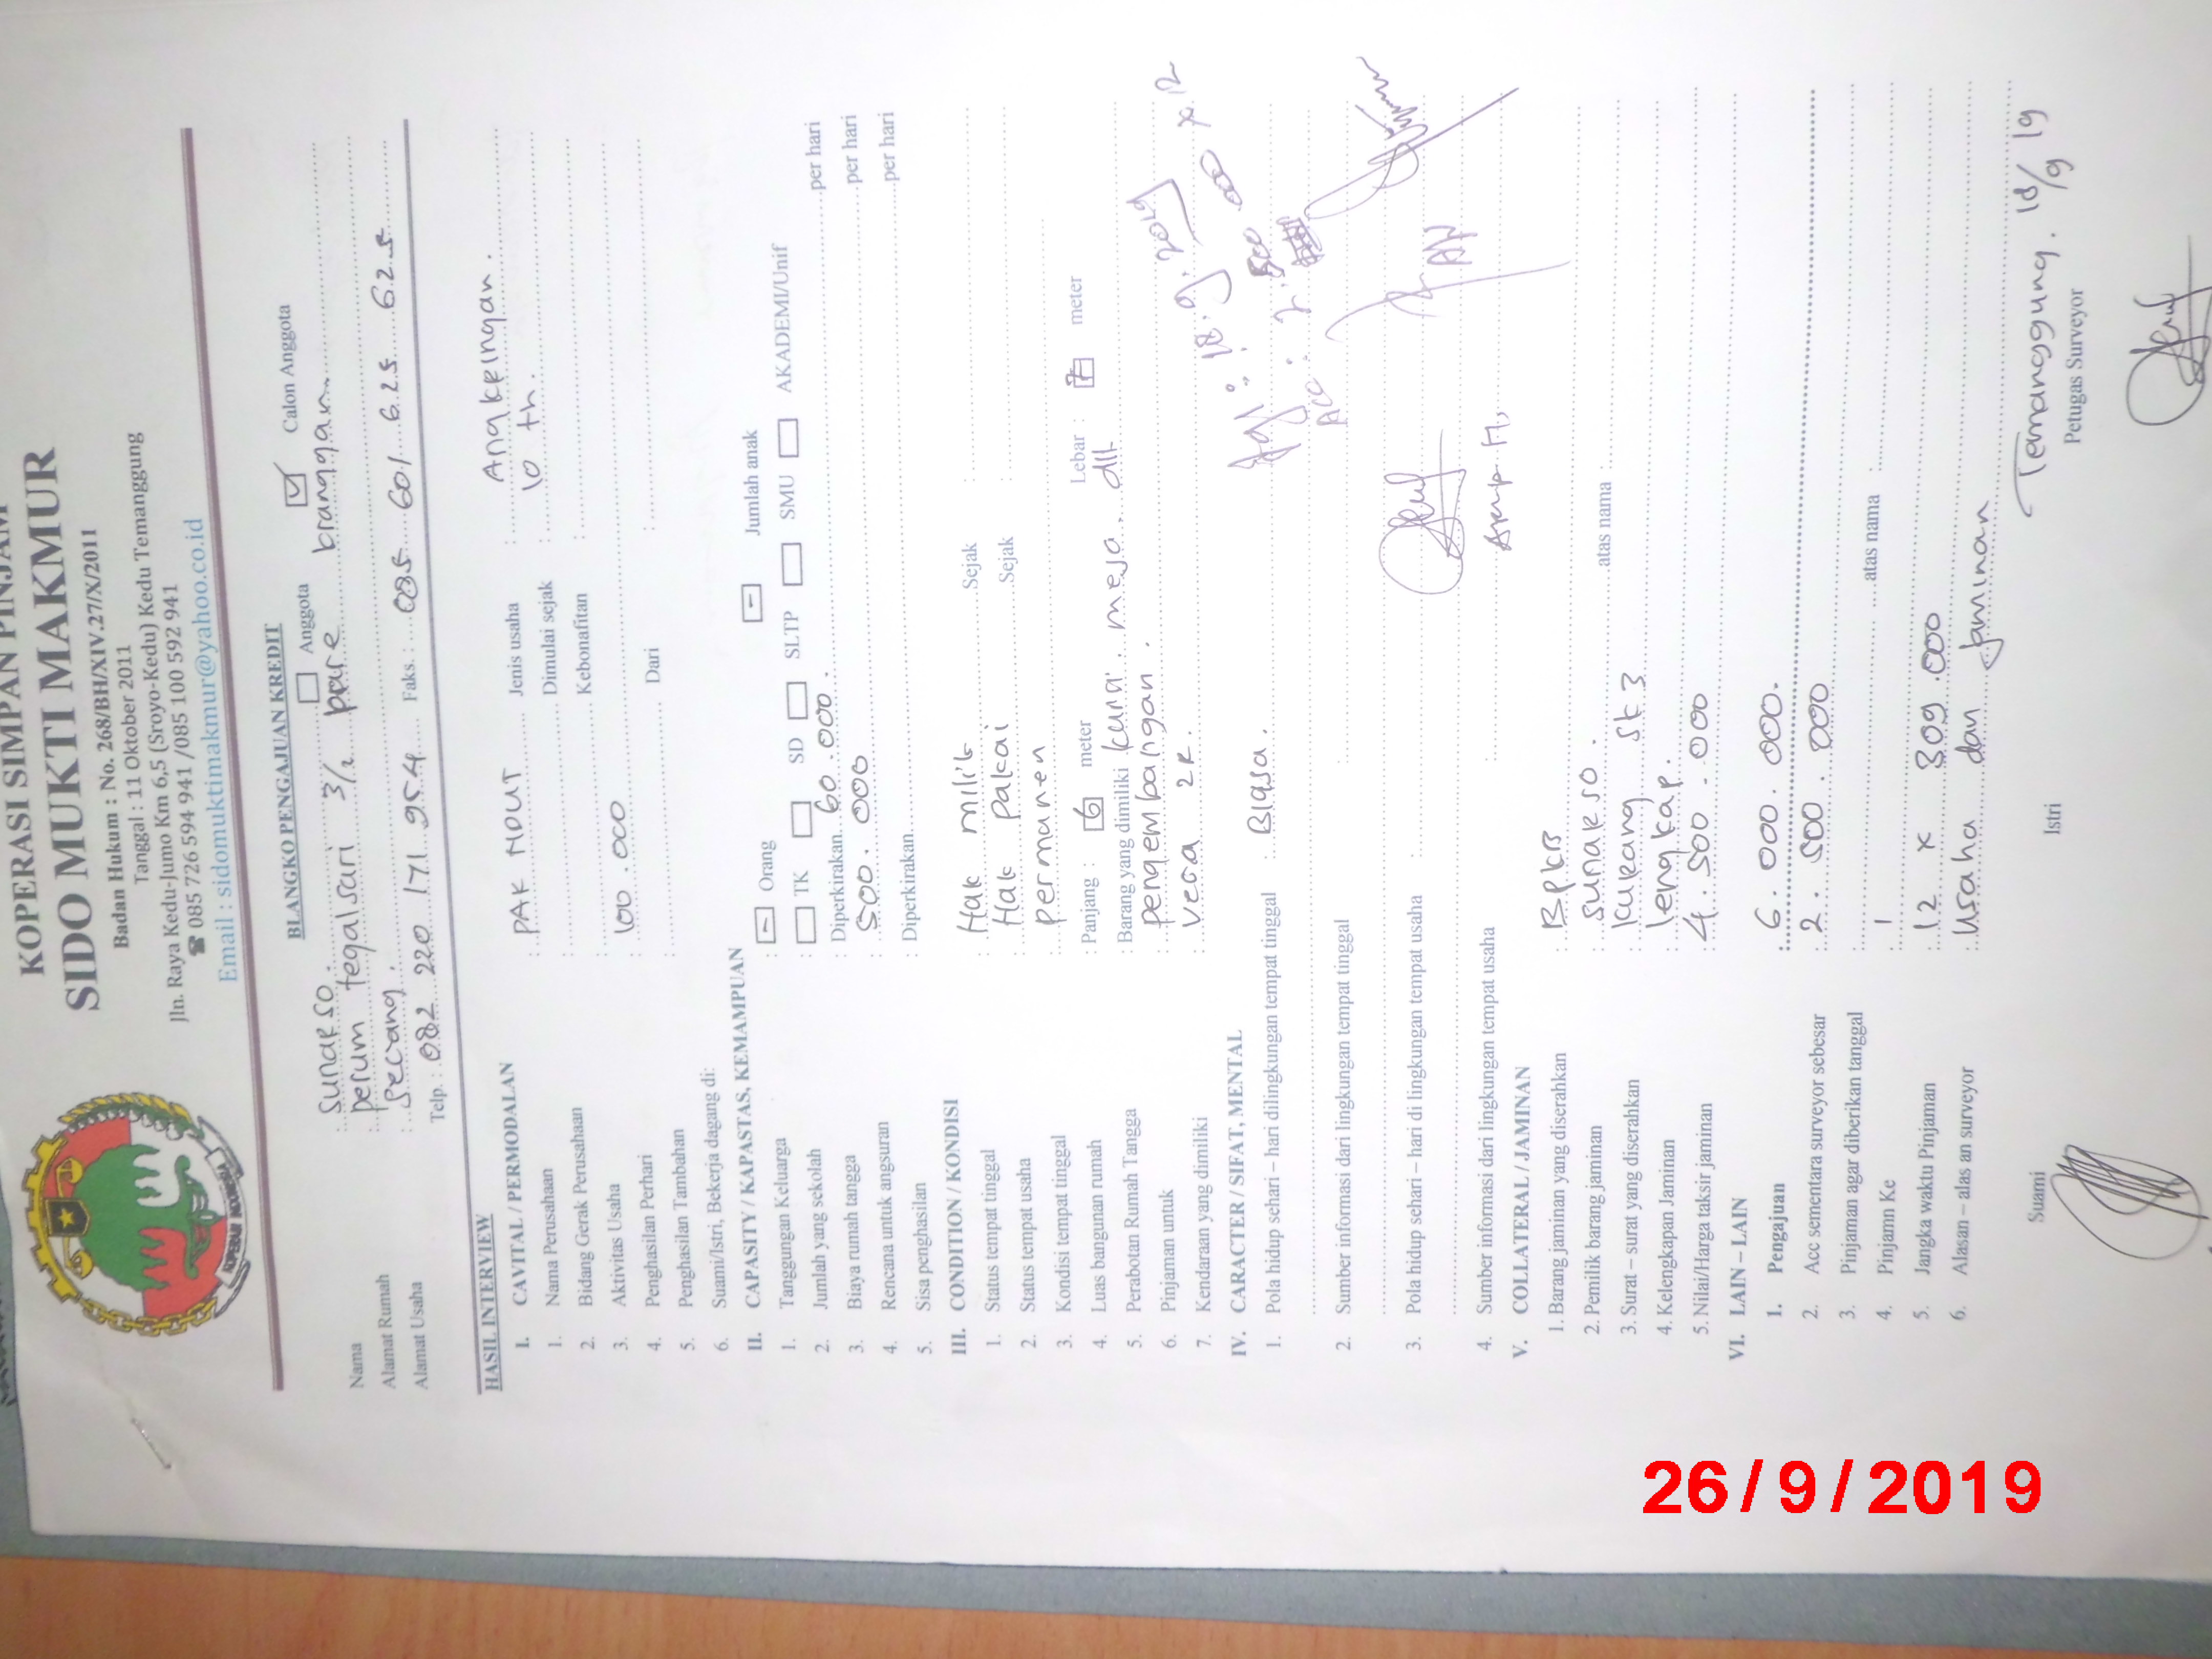 KOPERASI SIMPAN PINJAM
SIDO MUKTI MAKMUR
Badan Hukum : No. 268/BH/XIV.27/X/2011
Tanggal : 11 Oktober 2011
Jln. Raya Kedu-Jumo Km 6,5 (Sroyo-Kedu) Kedu Temanggung
☎ 085 726 594 941 /085 100 592 941
Email : sidomuktimakmur@yahoo.co.id
KOPERASI INDONESIA
BLANGKO PENGAJUAN KREDIT
Anggota Calon Anggota
Nama : sunarso.
Alamat Rumah : perum tegalsari 3/2 pare branggan
Alamat Usaha : secang.
Telp. : 082 220 171 954 Faks. : 085 601 625 625
HASIL INTERVIEW
I. CAVITAL / PERMODALAN
1. Nama Perusahaan : PAK NDUT Jenis usaha : Angkringan.
2. Bidang Gerak Perusahaan : Dimulai sejak : 10 th.
3. Aktivitas Usaha : Kebonafitan :
4. Penghasilan Perhari : 100.000
5. Penghasilan Tambahan : Dari :
6. Suami/Istri, Bekerja dagang di:
II. CAPASITY / KAPASTAS, KEMAMPUAN
1. Tanggungan Keluarga : - Orang - Jumlah anak
2. Jumlah yang sekolah : TK SD SLTP SMU AKADEMI/Unif
3. Biaya rumah tangga : Diperkirakan 60.000. per hari
4. Rencana untuk angsuran : 500.000 per hari
5. Sisa penghasilan : Diperkirakan per hari
III. CONDITION / KONDISI
1. Status tempat tinggal : Hak milik Sejak :
2. Status tempat usaha : Hak pakai Sejak :
3. Kondisi tempat tinggal : permanen
4. Luas bangunan rumah : Panjang : 6 meter Lebar : 7 meter
5. Perabotan Rumah Tangga : Barang yang dimiliki kursi. meja. dll
6. Pinjaman untuk : pengembangan.
7. Kendaraan yang dimiliki : vega 2R.
tgl : 18.9.2019
Acc : 2.500.000 x 12
IV. CARACTER / SIFAT, MENTAL
1. Pola hidup sehari – hari dilingkungan tempat tinggal : Biasa.
2. Sumber informasi dari lingkungan tempat tinggal :
3. Pola hidup sehari – hari di lingkungan tempat usaha :
4. Sumber informasi dari lingkungan tempat usaha :
V. COLLATERAL / JAMINAN
1. Barang jaminan yang diserahkan : Bpkb
2. Pemilik barang jaminan : sunarso. atas nama :
3. Surat – surat yang diserahkan : kurang st 3
4. Kelengkapan Jaminan : lengkap.
5. Nilai/Harga taksir jaminan : 4.500.000
VI. LAIN – LAIN
1. Pengajuan : 6.000.000.
2. Acc sementara surveyor sebesar : 2.500.000
3. Pinjaman agar diberikan tanggal :
4. Pinjamn Ke : 1 atas nama :
5. Jangka waktu Pinjaman : 12 x 309.000
6. Alasan – alas an surveyor : Usaha dan Jaminan
Temanggung. 18/9 19
Suami Istri Petugas Surveyor
26/9/2019